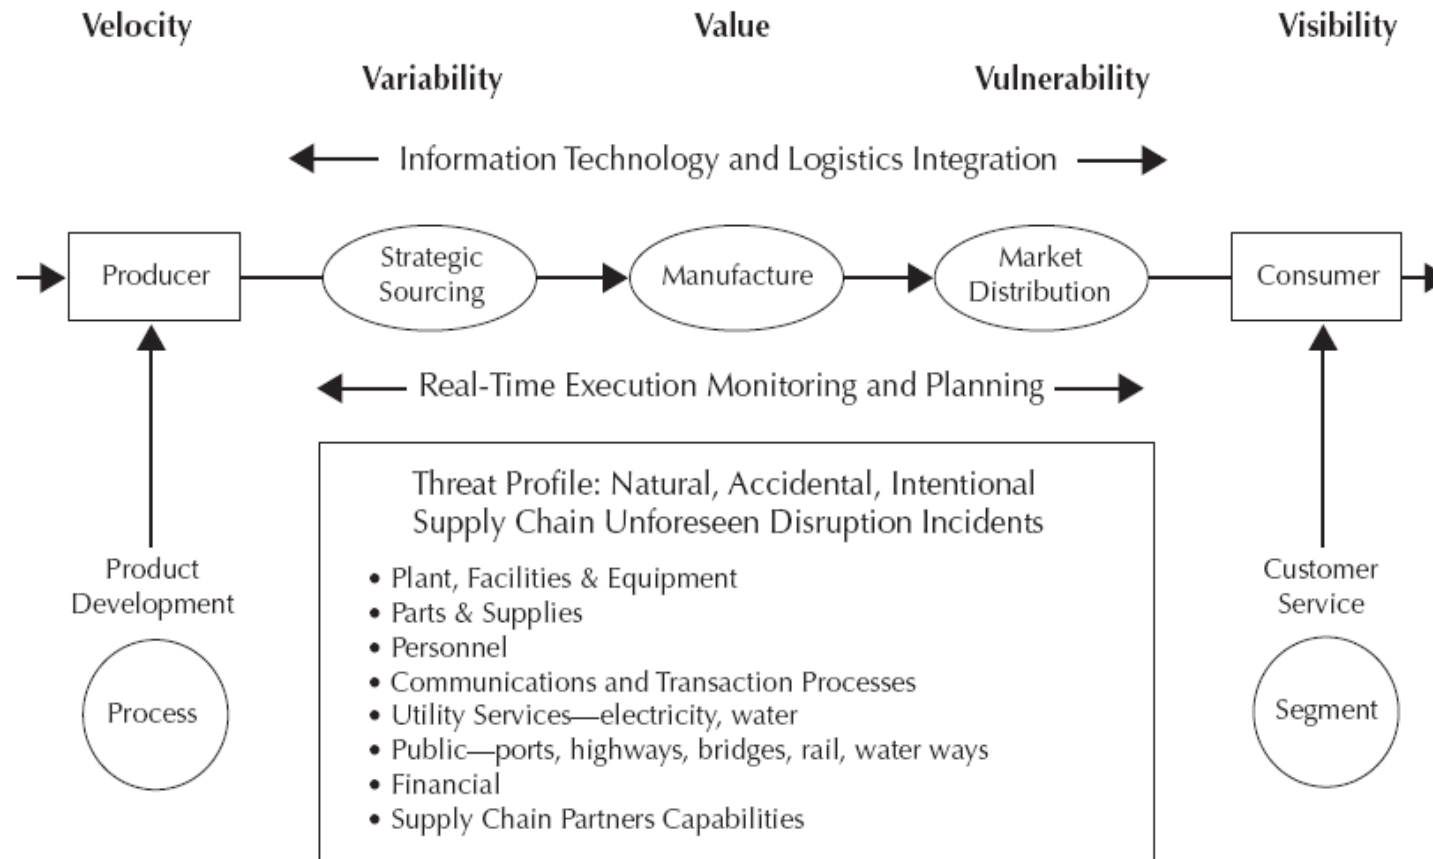 Velocity
Value
Visibility
Variability
Vulnerability
Information Technology and Logistics Integration
Producer
Strategic
Sourcing
Manufacture
Market
Distribution
Consumer
Real-Time Execution Monitoring and Planning
Threat Profile: Natural, Accidental, Intentional
Supply Chain Unforeseen Disruption Incidents
• Plant, Facilities & Equipment
• Parts & Supplies
• Personnel
• Communications and Transaction Processes
• Utility Services—electricity, water
• Public—ports, highways, bridges, rail, water ways
• Financial
• Supply Chain Partners Capabilities
Product
Development
Process
Customer
Service
Segment